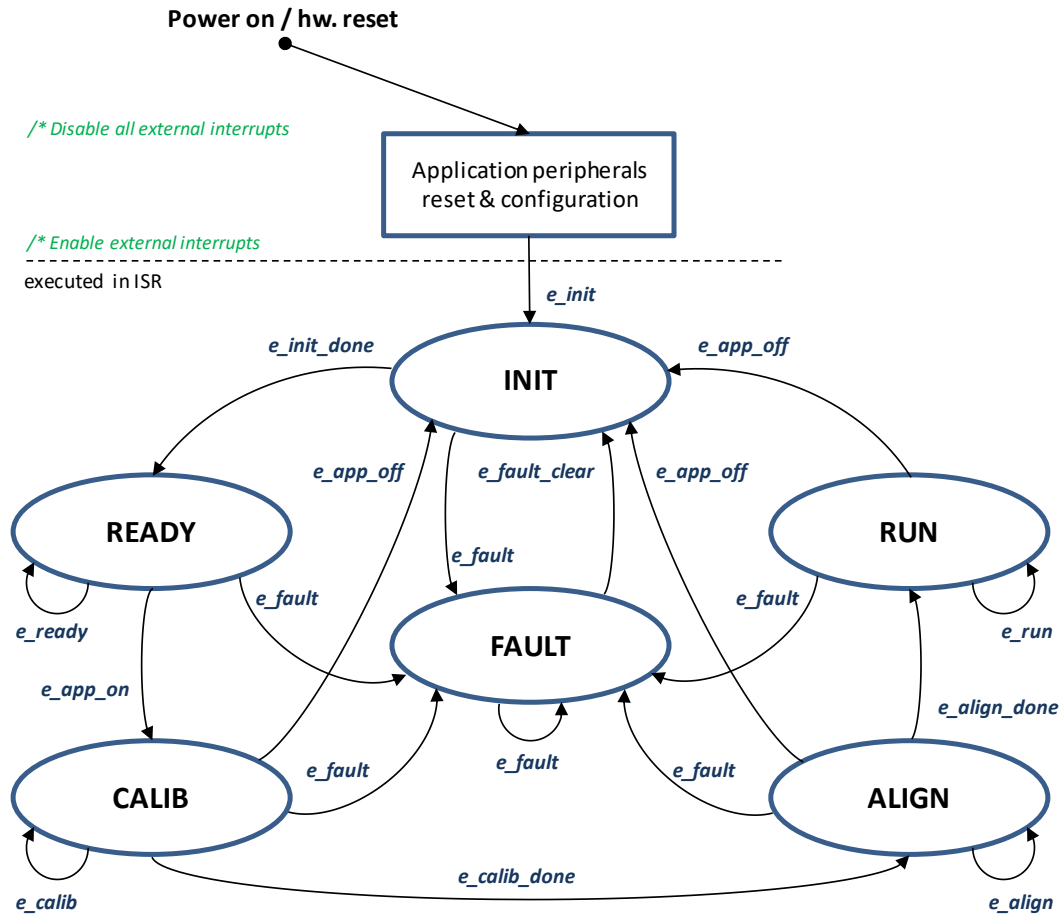 Power on / hw. reset
/* Disable all external interrupts
Application peripherals
reset & configuration
/* Enable external interrupts
executed in ISR
e_init
e_init_done
e_app_off
INIT
e_app_off
e_fault_clear
e_app_off
READY
RUN
e_fault
e_fault
e_fault
e_ready
e_run
FAULT
e_app_on
e_align_done
e_fault
e_fault
e_fault
CALIB
ALIGN
e_calib_done
e_calib
e_align